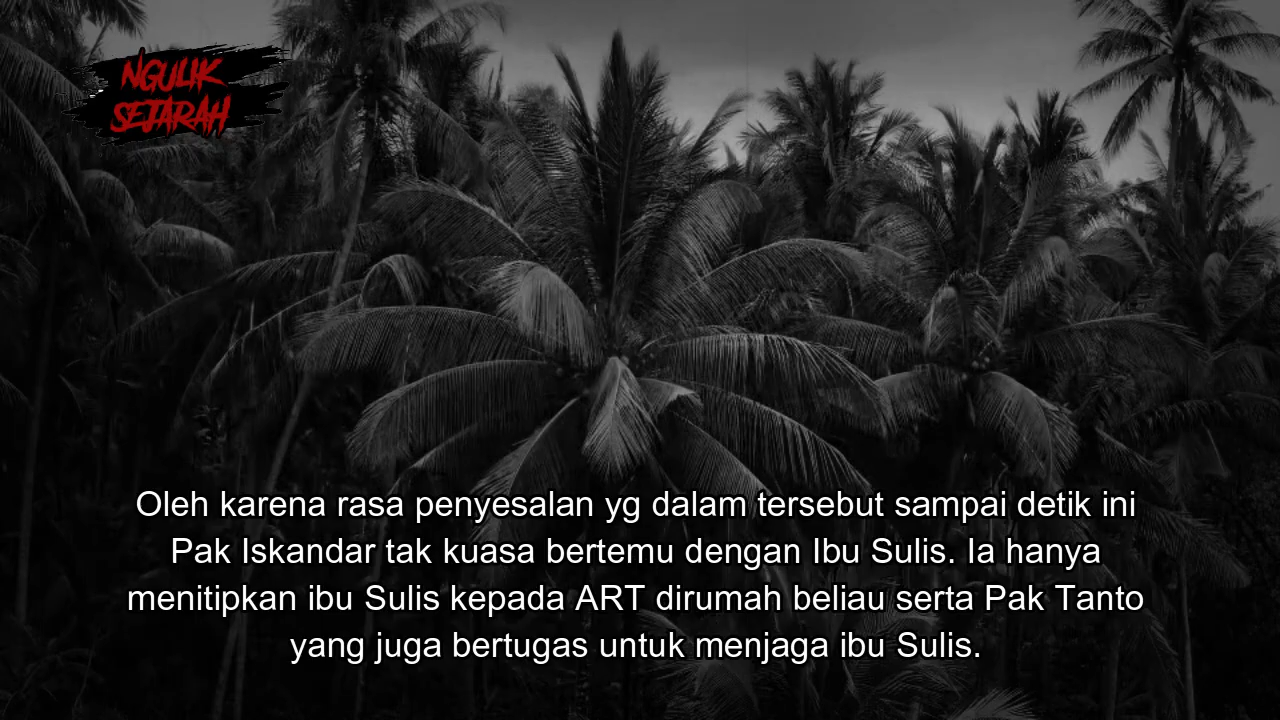 NGULIK
SEJARAH
Oleh karena rasa penyesalan yg dalam tersebut sampai detik ini
Pak Iskandar tak kuasa bertemu dengan Ibu Sulis. Ia hanya
menitipkan ibu Sulis kepada ART dirumah beliau serta Pak Tanto
yang juga bertugas untuk menjaga ibu Sulis.